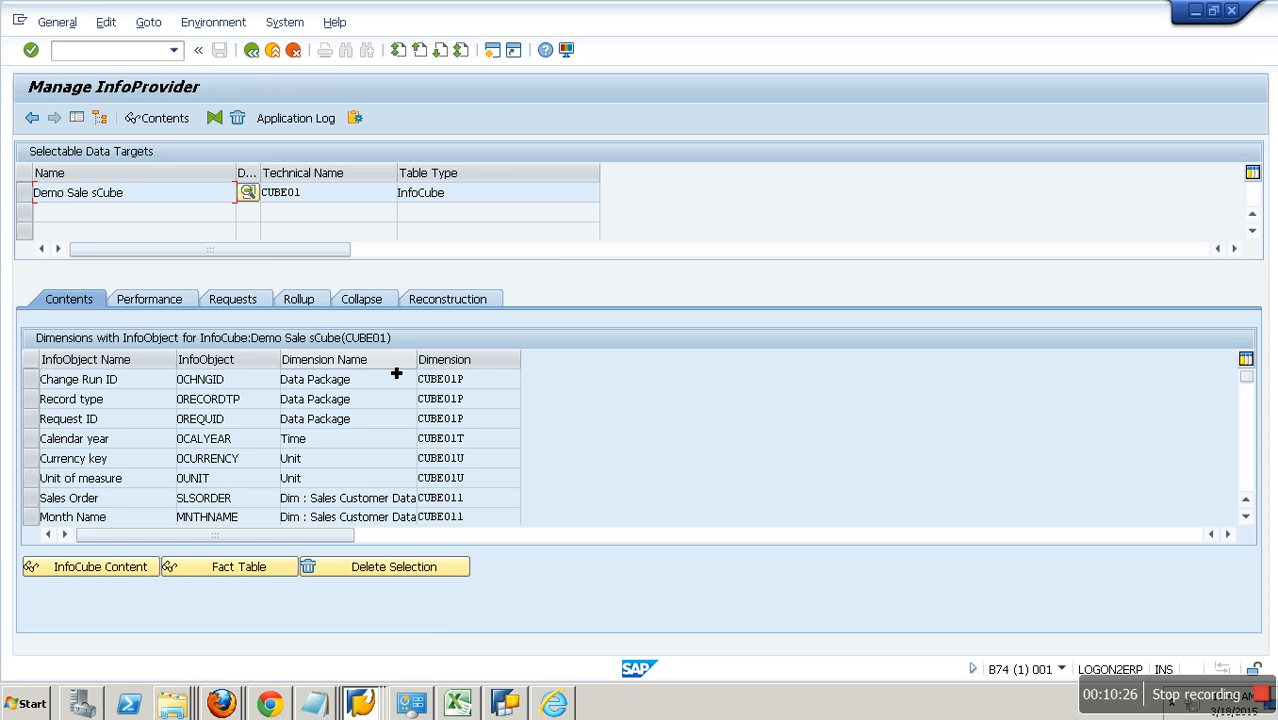 General Edit Goto Environment System Help
Manage InfoProvider
Contents Application Log
Selectable Data Targets
Name D... Technical Name Table Type
Demo Sale sCube CUBE01 InfoCube
Contents Performance Requests Rollup Collapse Reconstruction
Dimensions with InfoObject for InfoCube:Demo Sale sCube(CUBE01)
InfoObject Name InfoObject Dimension Name Dimension
Change Run ID 0CHNGID Data Package CUBE01P
Record type 0RECORDTP Data Package CUBE01P
Request ID 0REQUID Data Package CUBE01P
Calendar year 0CALYEAR Time CUBE01T
Currency key 0CURRENCY Unit CUBE01U
Unit of measure 0UNIT Unit CUBE01U
Sales Order SLSORDER Dim : Sales Customer Data CUBE011
Month Name MNTHNAME Dim : Sales Customer Data CUBE011
InfoCube Content Fact Table Delete Selection
SAP B74 (1) 001 LOGON2ERP INS
Start 00:10:26 Stop recording
3/18/2015